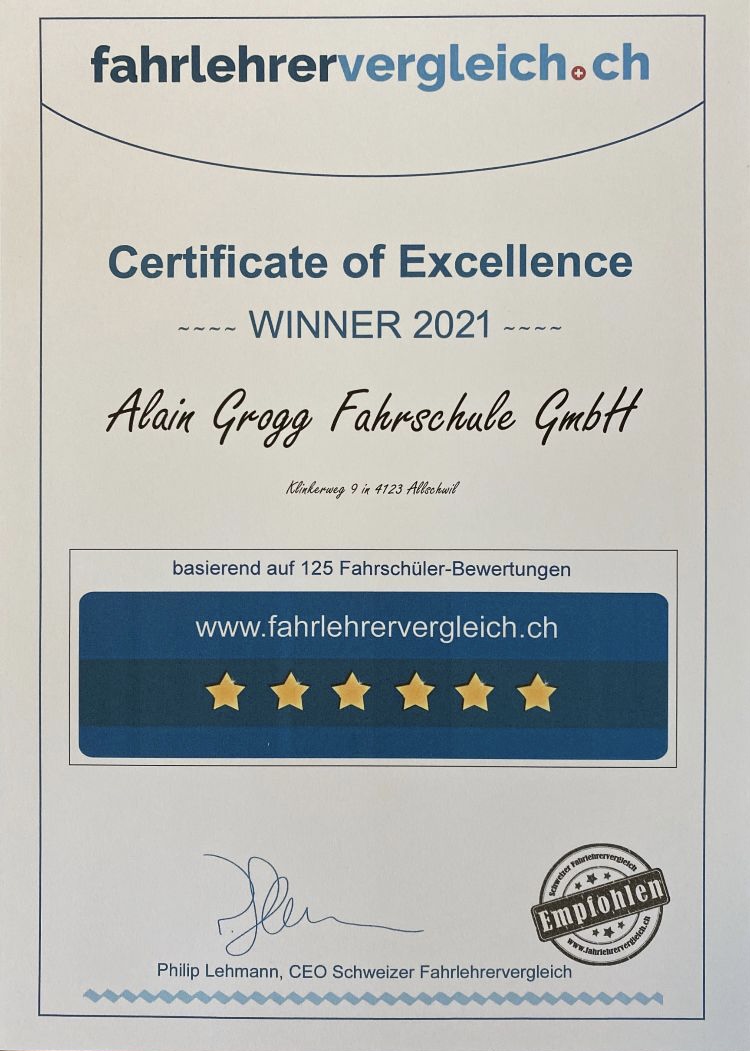 fahrlehrervergleich.ch
Certificate of Excellence
~~~~ WINNER 2021 ~~~~
Alain Grogg Fahrschule GmbH
Klinkerweg 9 in 4123 Allschwil
basierend auf 125 Fahrschüler-Bewertungen
www.fahrlehrervergleich.ch
Schweizer Fahrlehrervergleich
Empfohlen
www.fahrlehrervergleich.ch
Philip Lehmann, CEO Schweizer Fahrlehrervergleich